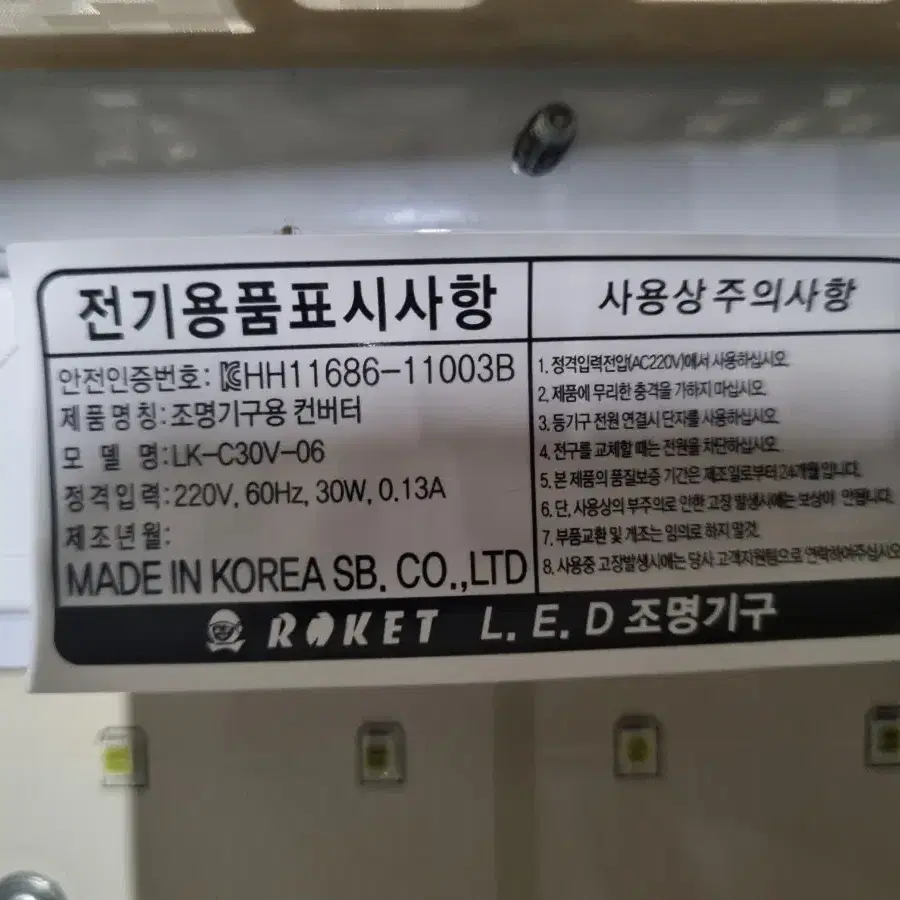 전기용품표시사항
안전인증번호: HH11686-11003B
제품명칭:조명기구용 컨버터
모 델 명:LK-C30V-06
정격입력:220V, 60Hz, 30W, 0.13A
제조년월:
MADE IN KOREA SB. CO.,LTD
사용상주의사항
1. 정격입력전압(AC220V)에서 사용하십시오.
2. 제품에 무리한 충격을 가하지 마십시오.
3. 등기구 전원 연결시 단자를 사용하십시오.
4. 전구를 교체할 때는 전원을 차단하십시오.
5. 본 제품의 품질보증 기간은 제조일로부터 24개월 입니다.
6. 단, 사용상의 부주의로 인한 고장 발생시에는 보상이 안됩니다.
7. 부품교환 및 개조는 임의로 하지 말것.
8. 사용중 고장발생시에는 당사 고객지원팀으로 연락하여주십시오
ROKET L.E.D 조명기구